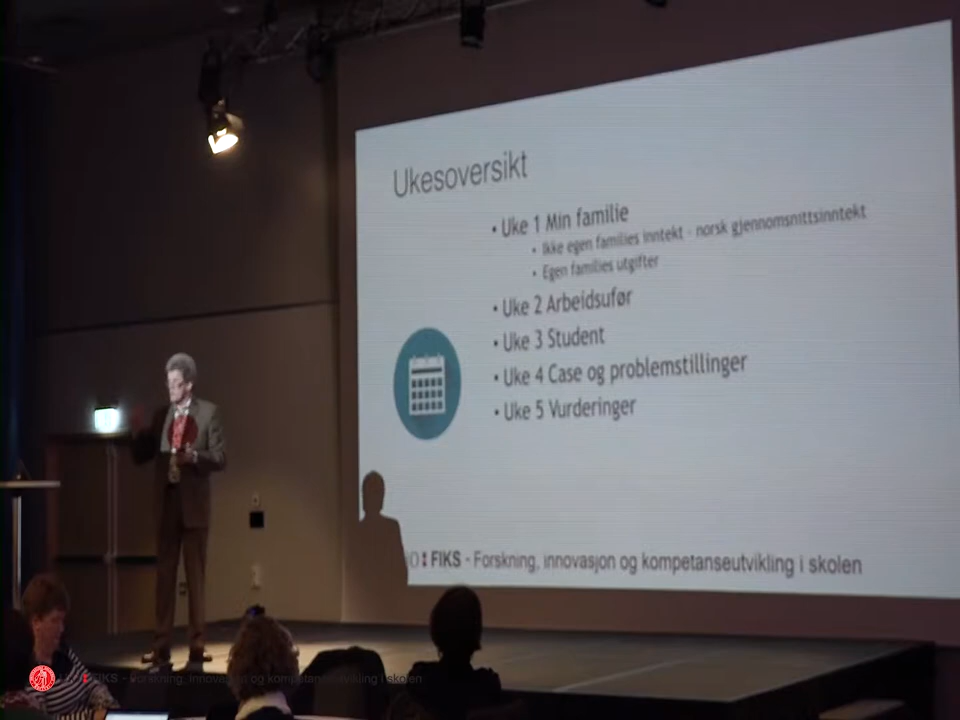 Ukesoversikt
• Uke 1 Min familie
• Ikke egen families inntekt - norsk gjennomsnittsinntekt
• Egen families utgifter
• Uke 2 Arbeidsufør
• Uke 3 Student
• Uke 4 Case og problemstillinger
• Uke 5 Vurderinger
FIKS - Forskning, innovasjon og kompetanseutvikling i skolen
FIKS - Forskning, innovasjon og kompetanseutvikling i skolen